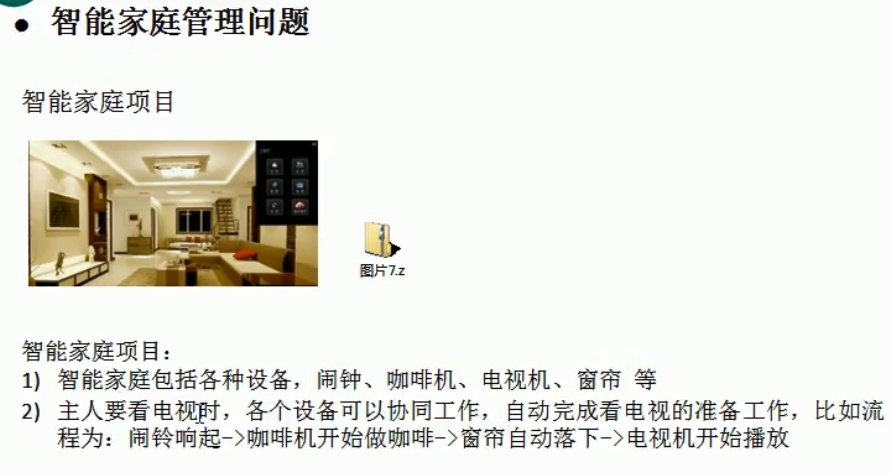 ● 智能家庭管理问题
智能家庭项目
图片7.z
智能家庭项目：
1) 智能家庭包括各种设备，闹钟、咖啡机、电视机、窗帘 等
2) 主人要看电视时，各个设备可以协同工作，自动完成看电视的准备工作，比如流
程为：闹铃响起->咖啡机开始做咖啡->窗帘自动落下->电视机开始播放